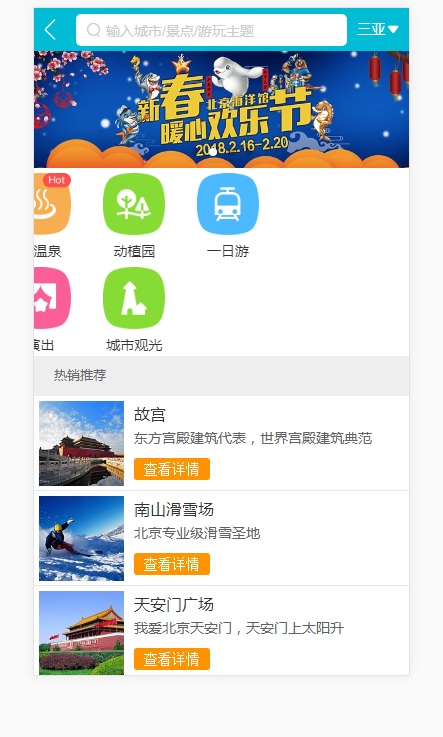 输入城市/景点/游玩主题
三亚
新春
北京海洋馆
暖心欢乐节
2018.2.16-2.20
Hot
温泉
动植园
一日游
演出
城市观光
热销推荐
故宫
东方宫殿建筑代表，世界宫殿建筑典范
查看详情
南山滑雪场
北京专业级滑雪圣地
查看详情
天安门广场
我爱北京天安门，天安门上太阳升
查看详情